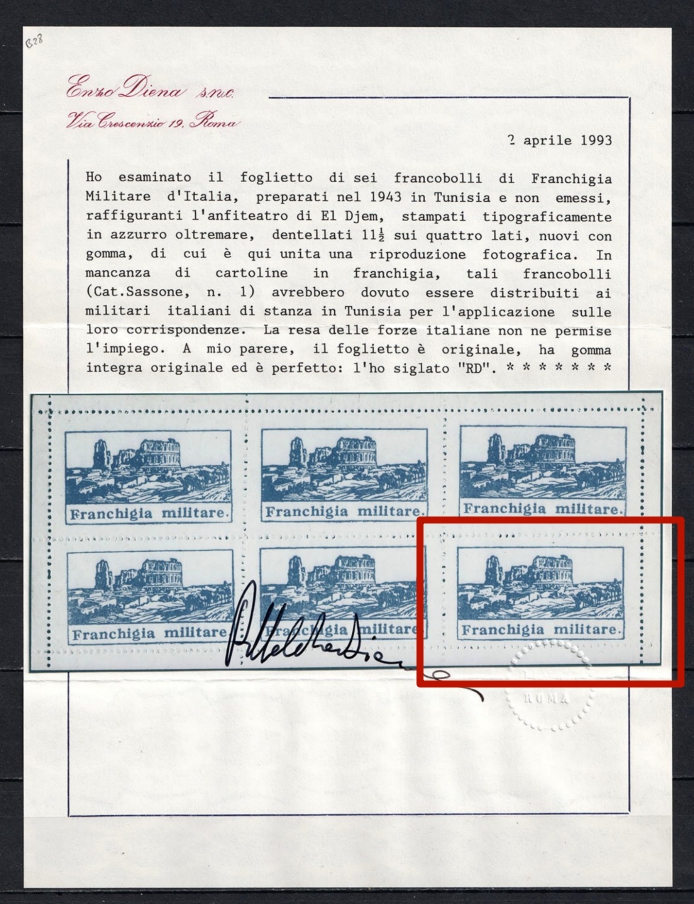 B28
Enzo Diena s.n.c.
Via Crescenzio 19, Roma
2 aprile 1993
Ho esaminato il foglietto di sei francobolli di Franchigia
Militare d'Italia, preparati nel 1943 in Tunisia e non emessi,
raffiguranti l'anfiteatro di El Djem, stampati tipograficamente
in azzurro oltremare, dentellati 11½ sui quattro lati, nuovi con
gomma, di cui è qui unita una riproduzione fotografica. In
mancanza di cartoline in franchigia, tali francobolli
(Cat.Sassone, n. 1) avrebbero dovuto essere distribuiti ai
militari italiani di stanza in Tunisia per l'applicazione sulle
loro corrispondenze. La resa delle forze italiane non ne permise
l'impiego. A mio parere, il foglietto è originale, ha gomma
integra originale ed è perfetto: l'ho siglato "RD". * * * * * * *
Franchigia militare. Franchigia militare. Franchigia militare.
Franchigia militare. Franchigia militare. Franchigia militare.
ROMA